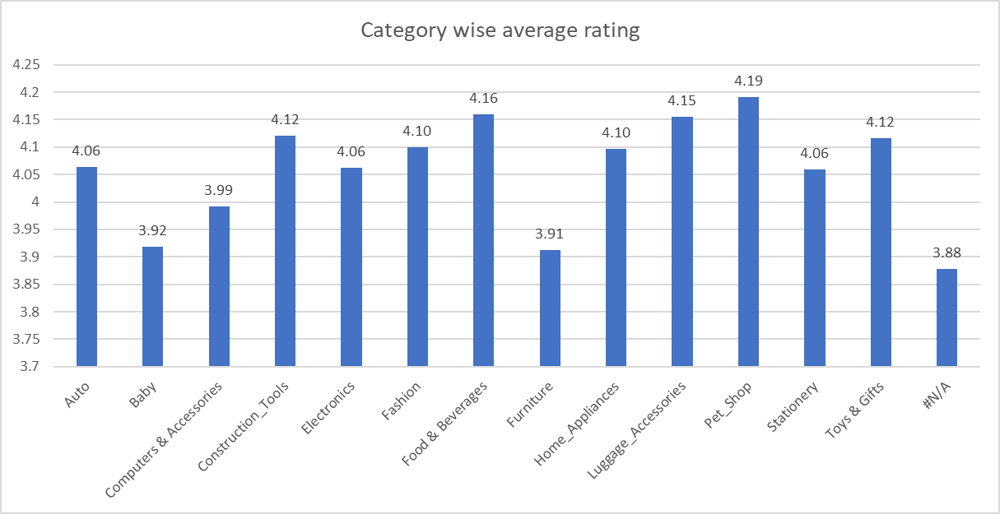 Category wise average rating
4.25
4.2
4.15
4.1
4.05
4
3.95
3.9
3.85
3.8
3.75
3.7
4.06
3.92
3.99
4.12
4.06
4.10
4.16
3.91
4.10
4.15
4.19
4.06
4.12
3.88
Auto
Baby
Computers & Accessories
Construction_Tools
Electronics
Fashion
Food & Beverages
Furniture
Home_Appliances
Luggage_Accessories
Pet_Shop
Stationery
Toys & Gifts
#N/A